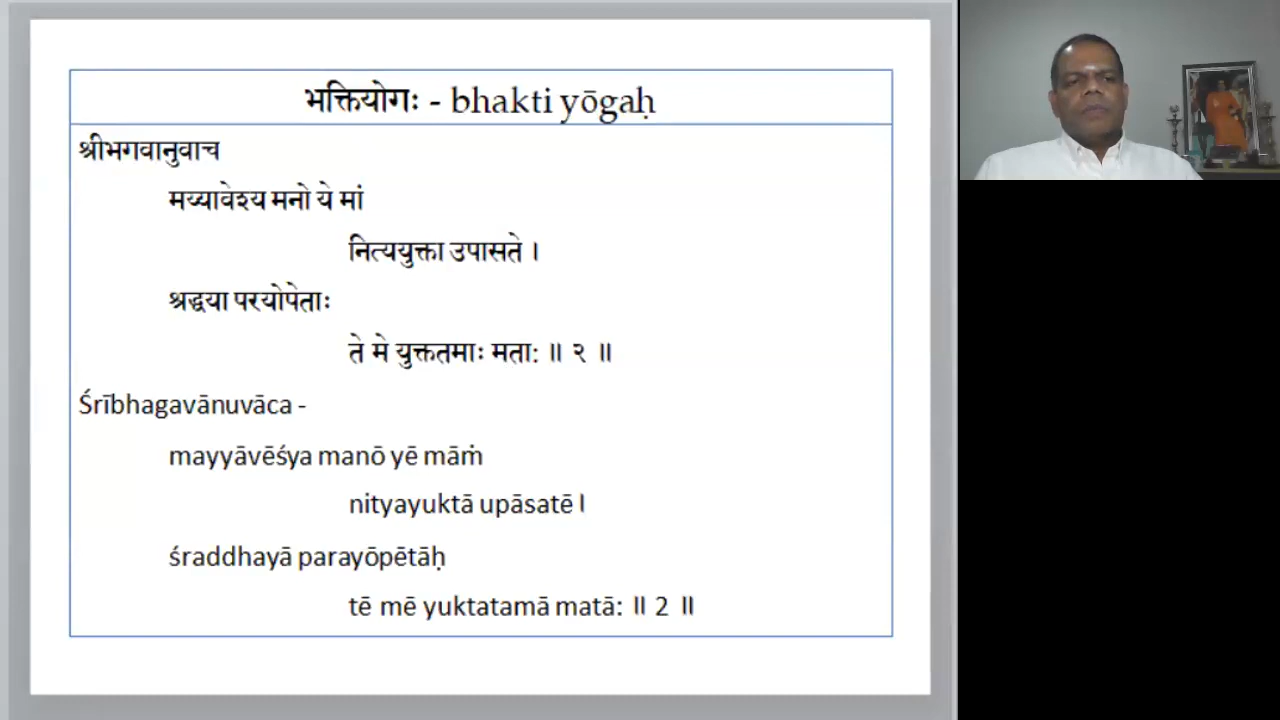 भक्तियोगः - bhakti yōgaḥ
श्रीभगवानुवाच
मय्यावेश्य मनो ये मां
नित्ययुक्ता उपासते ।
श्रद्धया परयोपेताः
ते मे युक्ततमाः मता: ॥ २ ॥
Śrībhagavānuvāca -
mayyāvēśya manō yē māṁ
nityayuktā upāsatē ।
śraddhayā parayōpētāḥ
tē mē yuktatamā matā: ॥ 2 ॥